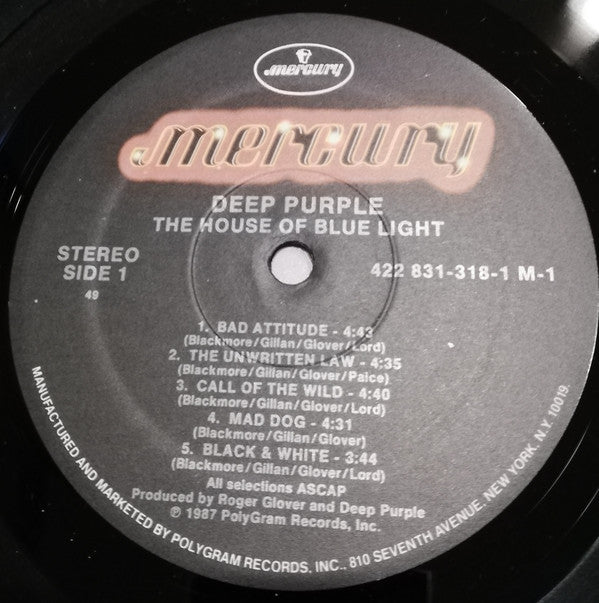 mercury
mercury
DEEP PURPLE
THE HOUSE OF BLUE LIGHT
STEREO
SIDE 1
49
422 831-318-1 M-1
1. BAD ATTITUDE - 4:43
(Blackmore/Gillan/Glover/Lord)
2. THE UNWRITTEN LAW - 4:35
(Blackmore/Gillan/Glover/Paice)
3. CALL OF THE WILD - 4:40
(Blackmore/Gillan/Glover/Lord)
4. MAD DOG - 4:31
(Blackmore/Gillan/Glover)
5. BLACK & WHITE - 3:44
(Blackmore/Gillan/Glover/Lord)
All selections ASCAP
Produced by Roger Glover and Deep Purple
℗ 1987 PolyGram Records, Inc.
MANUFACTURED AND MARKETED BY POLYGRAM RECORDS, INC., 810 SEVENTH AVENUE, NEW YORK, N.Y. 10019.